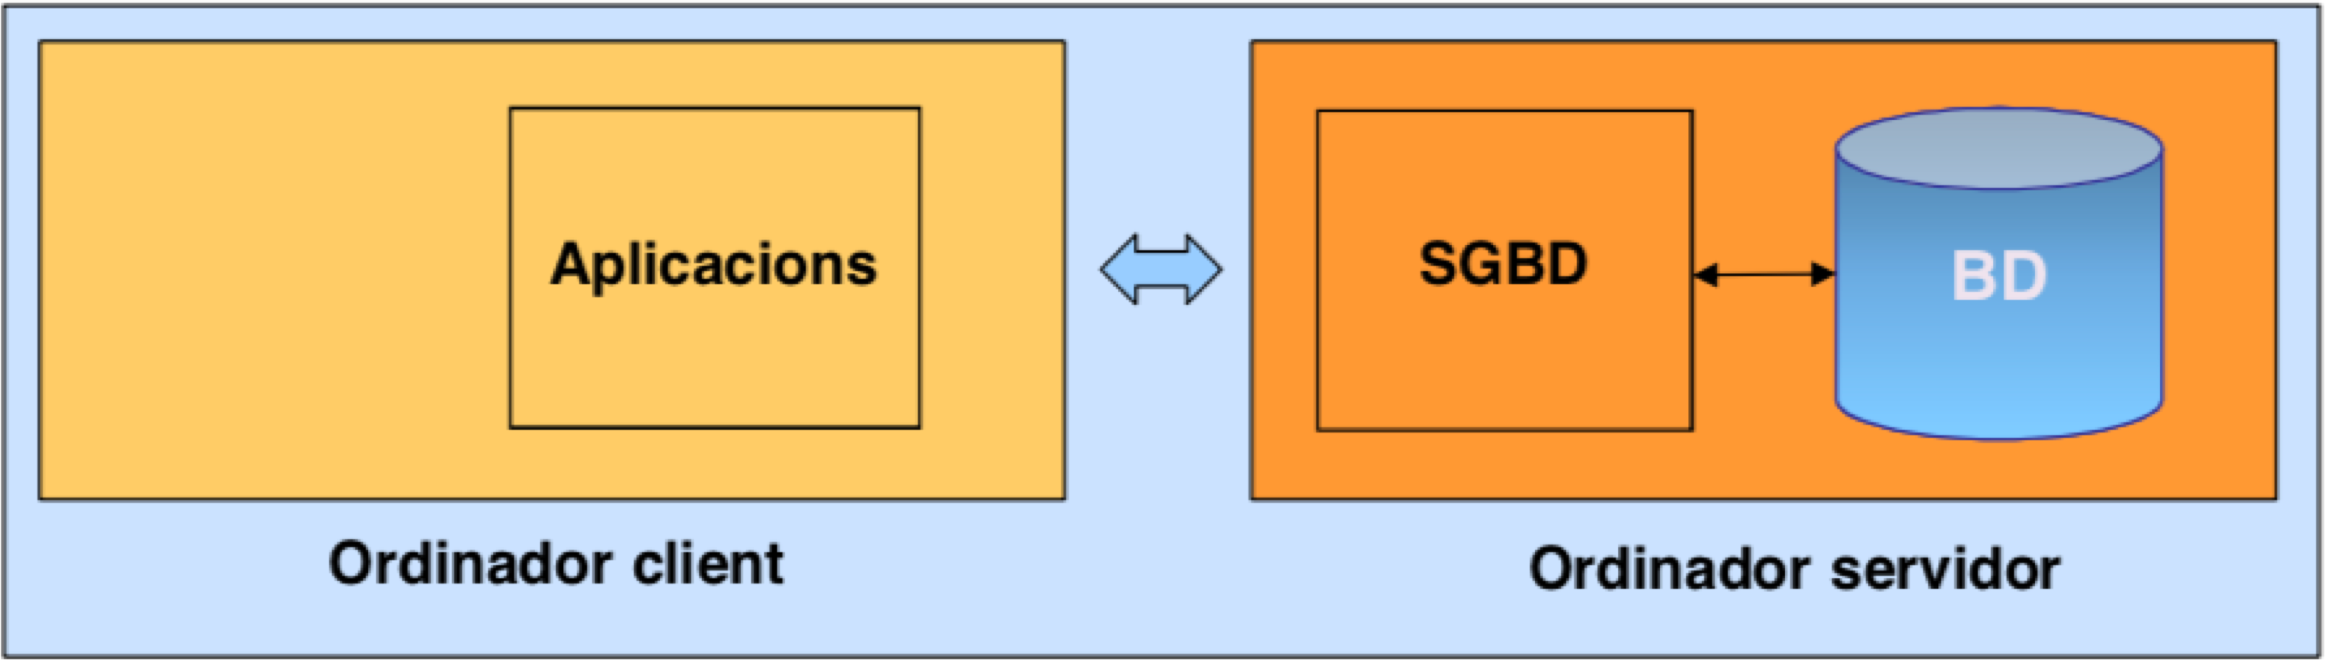 Aplicacions
SGBD
BD
Ordinador client
Ordinador servidor